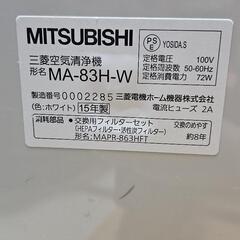 MITSUBISHI
三菱空気清浄機
形名 MA-83H-W
PSE YOSIDA.S
定格電圧 100V
定格周波数 50-60Hz
定格消費電力 72W
製造番号 0002285 三菱電機ホーム機器株式会社
(色:ホワイト) 15年製 電流ヒューズ 2A
消耗部品 ・交換用フィルターセット 交換のめやす
(HEPAフィルター・活性炭フィルター)
形名:MAPR-863HFT 約8年